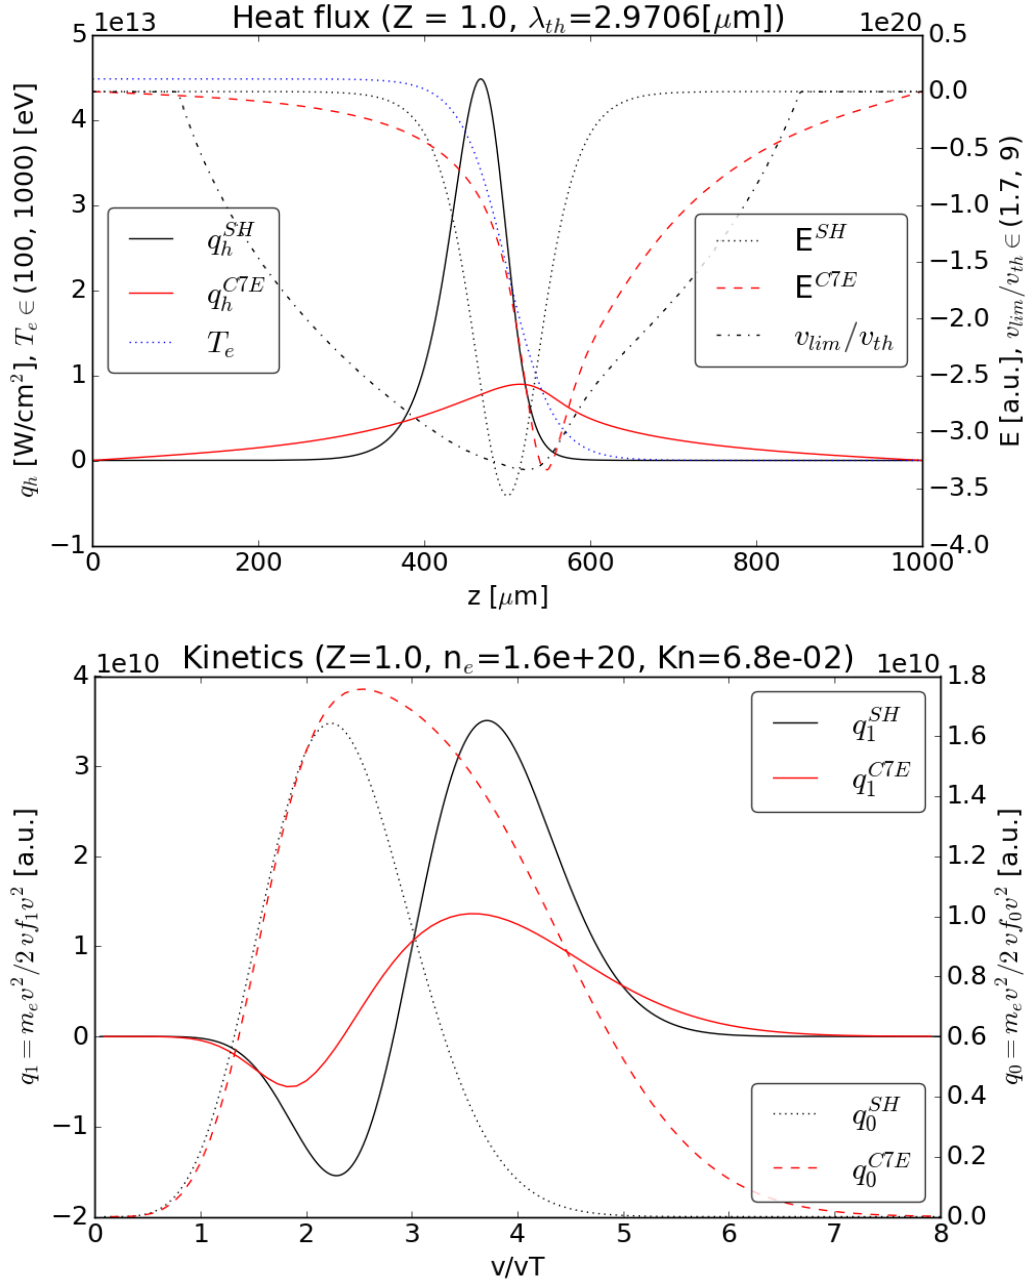 Heat flux (Z = 1.0, λ_th=2.9706[μm])
1e13
1e20
5
4
3
2
1
0
−1
q_h [W/cm²], T_e ∈ (100, 1000) [eV]
0.5
0.0
−0.5
−1.0
−1.5
−2.0
−2.5
−3.0
−3.5
−4.0
E [a.u.], v_lim/v_th ∈ (1.7, 9)
q_h^SH
q_h^C7E
T_e
E^SH
E^C7E
v_lim/v_th
0 200 400 600 800 1000
z [μm]
Kinetics (Z=1.0, n_e=1.6e+20, Kn=6.8e-02)
1e10
1e10
4
3
2
1
0
−1
−2
q_1 = m_e v²/2 v f_1 v² [a.u.]
1.8
1.6
1.4
1.2
1.0
0.8
0.6
0.4
0.2
0.0
q_0 = m_e v²/2 v f_0 v² [a.u.]
q_1^SH
q_1^C7E
q_0^SH
q_0^C7E
0 1 2 3 4 5 6 7 8
v/vT